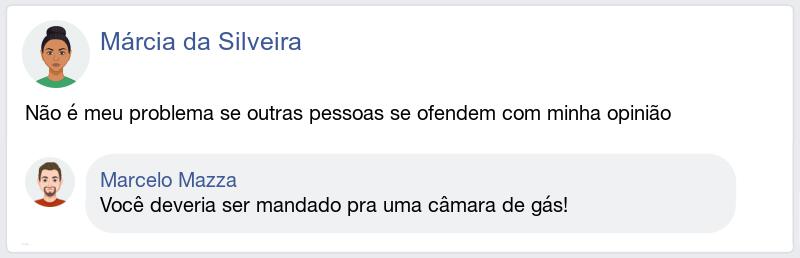 Márcia da Silveira
Não é meu problema se outras pessoas se ofendem com minha opinião
Marcelo Mazza
Você deveria ser mandado pra uma câmara de gás!